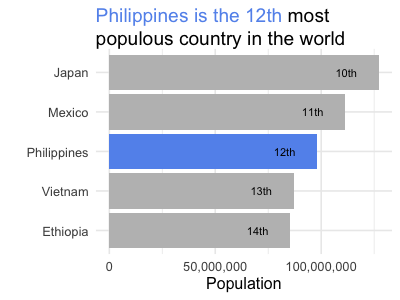 Philippines is the 12th most
populous country in the world
Japan 10th
Mexico 11th
Philippines 12th
Vietnam 13th
Ethiopia 14th
0 50,000,000 100,000,000
Population